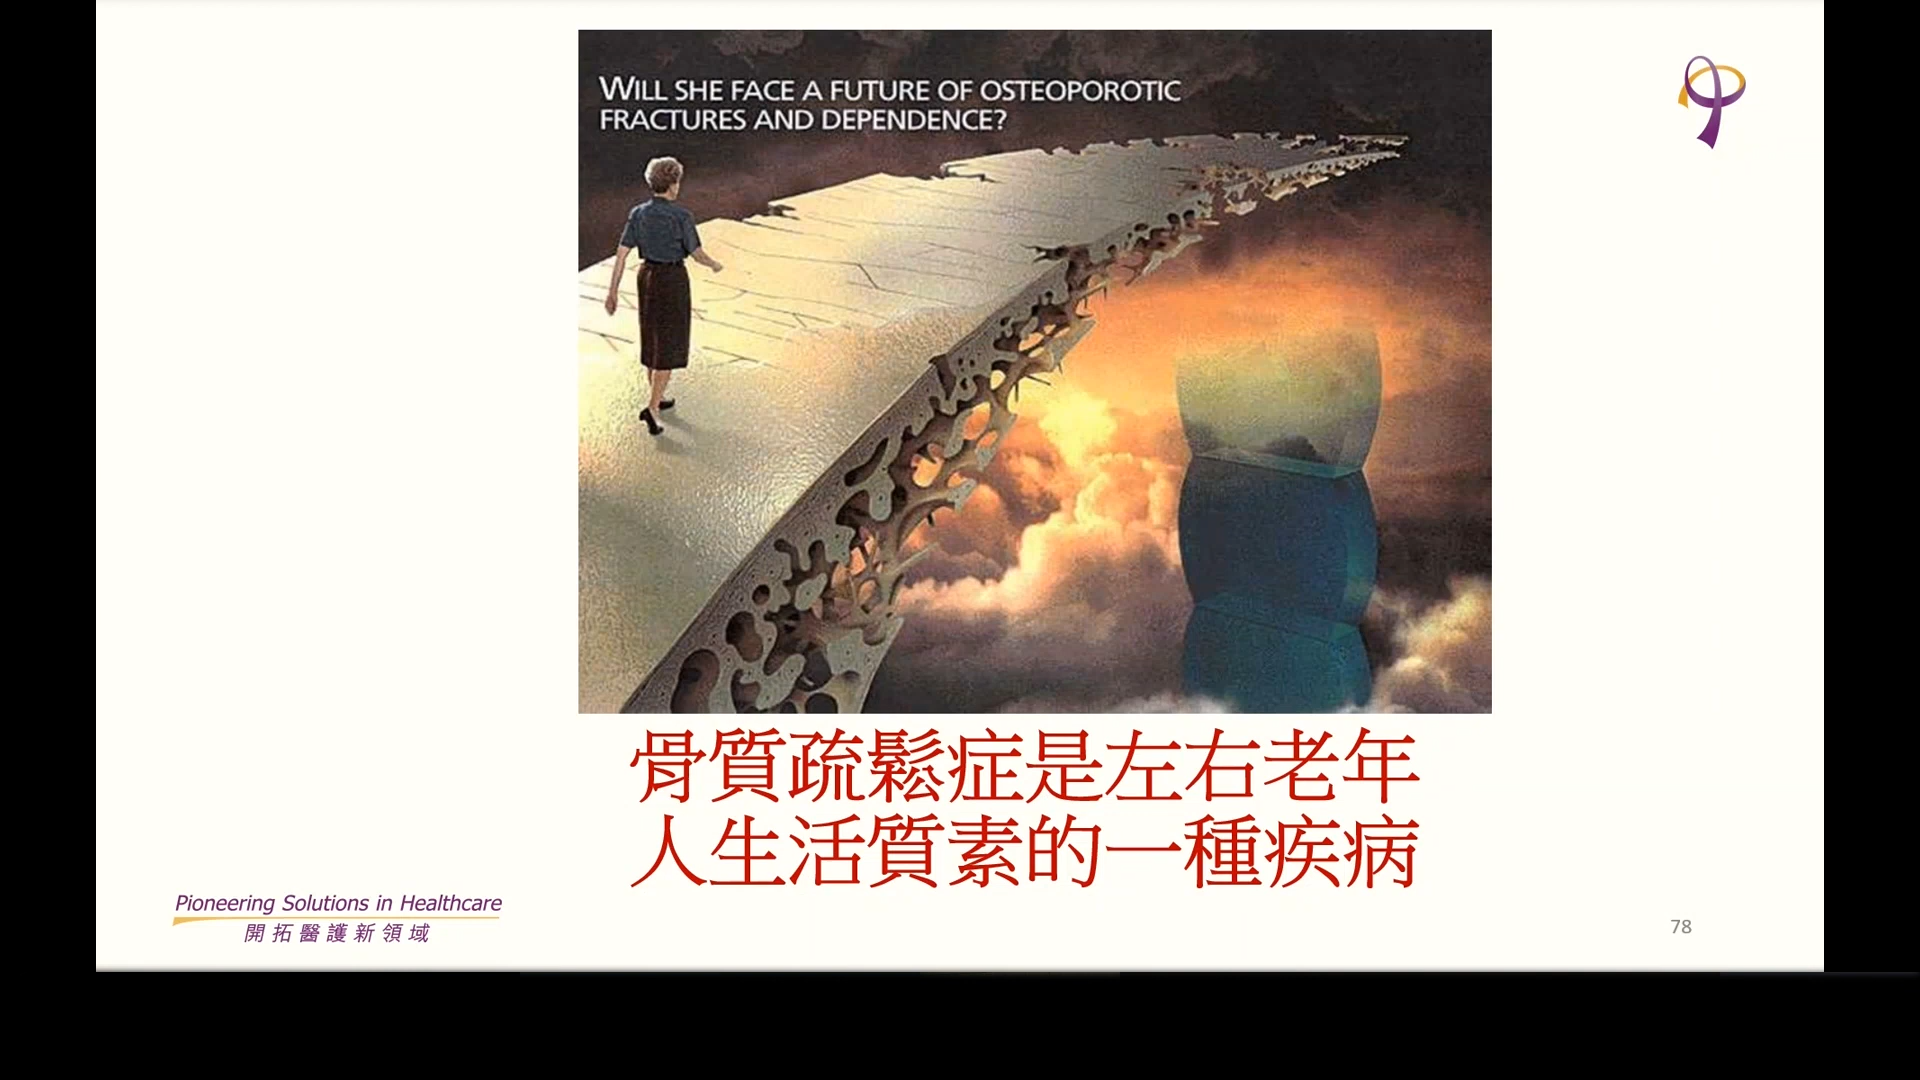 WILL SHE FACE A FUTURE OF OSTEOPOROTIC
FRACTURES AND DEPENDENCE?
骨質疏鬆症是左右老年
人生活質素的一種疾病
Pioneering Solutions in Healthcare
開拓醫護新領域
78